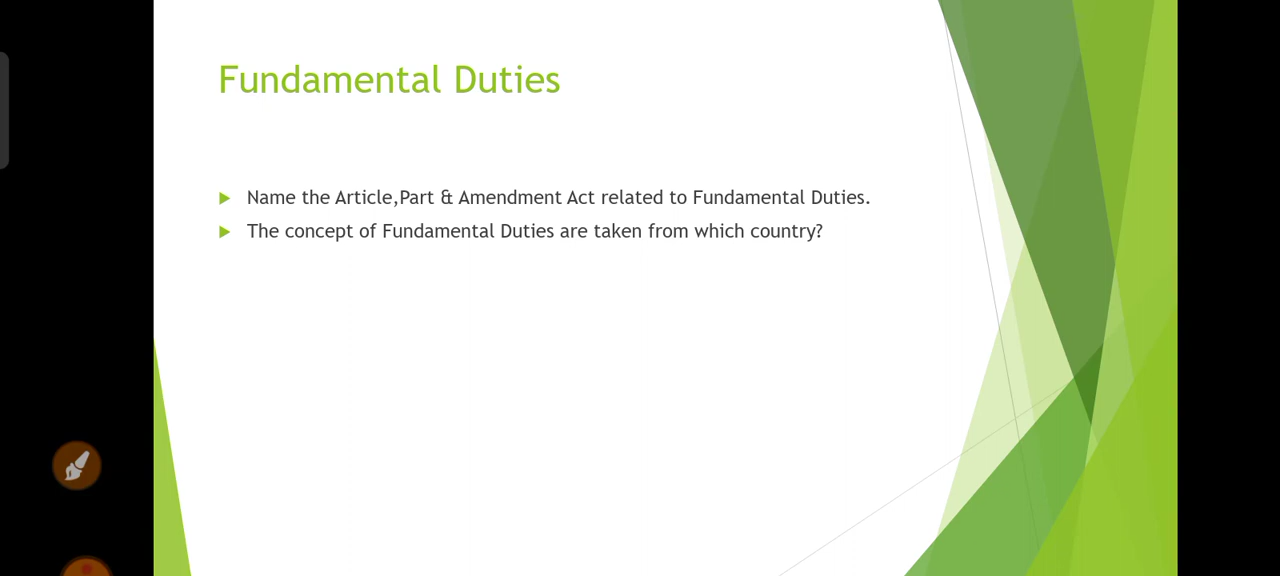 Fundamental Duties
Name the Article,Part & Amendment Act related to Fundamental Duties.
The concept of Fundamental Duties are taken from which country?